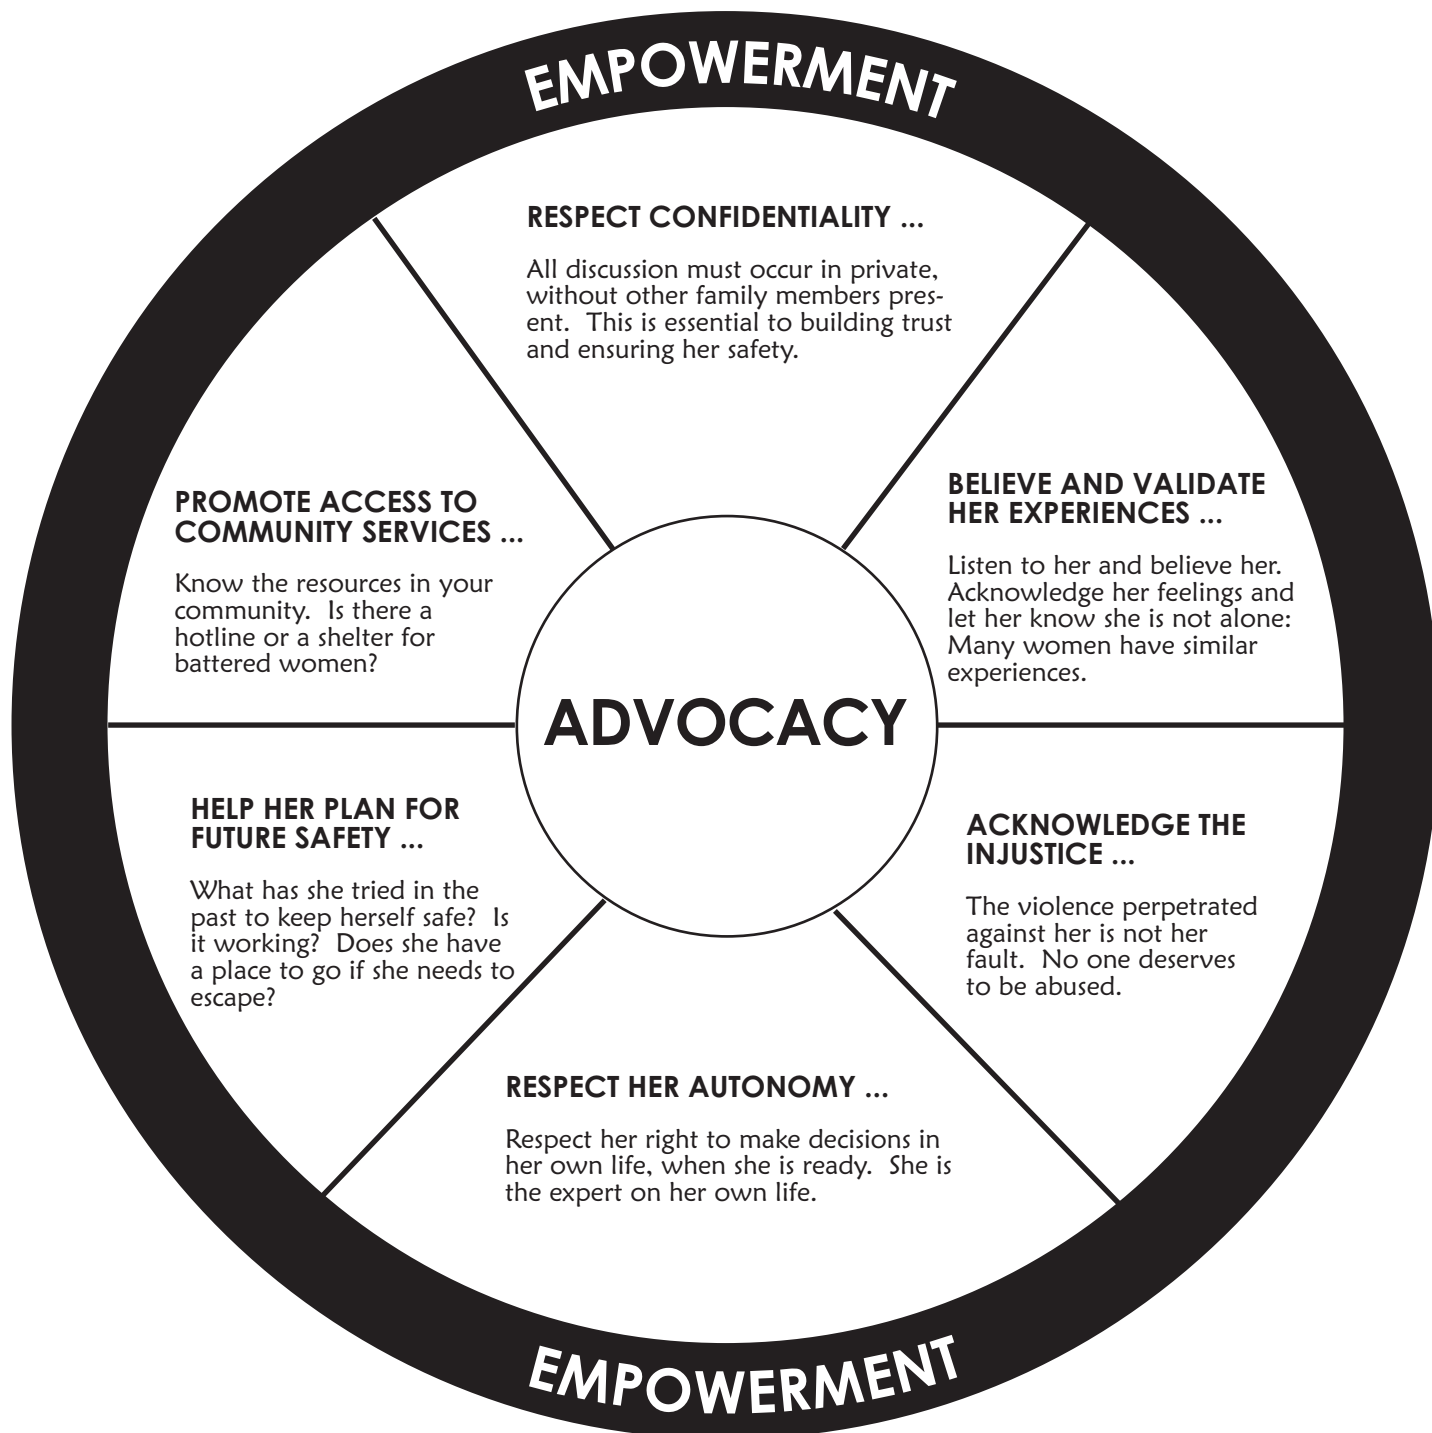 EMPOWERMENT
RESPECT CONFIDENTIALITY ...
All discussion must occur in private,
without other family members pres-
ent.  This is essential to building trust
and ensuring her safety.
BELIEVE AND VALIDATE
HER EXPERIENCES ...
Listen to her and believe her.
Acknowledge her feelings and
let her know she is not alone:
Many women have similar
experiences.
PROMOTE ACCESS TO
COMMUNITY SERVICES ...
Know the resources in your
community.  Is there a
hotline or a shelter for
battered women?
ADVOCACY
HELP HER PLAN FOR
FUTURE SAFETY ...
What has she tried in the
past to keep herself safe?  Is
it working?  Does she have
a place to go if she needs to
escape?
ACKNOWLEDGE THE
INJUSTICE ...
The violence perpetrated
against her is not her
fault.  No one deserves
to be abused.
RESPECT HER AUTONOMY ...
Respect her right to make decisions in
her own life, when she is ready.  She is
the expert on her own life.
EMPOWERMENT